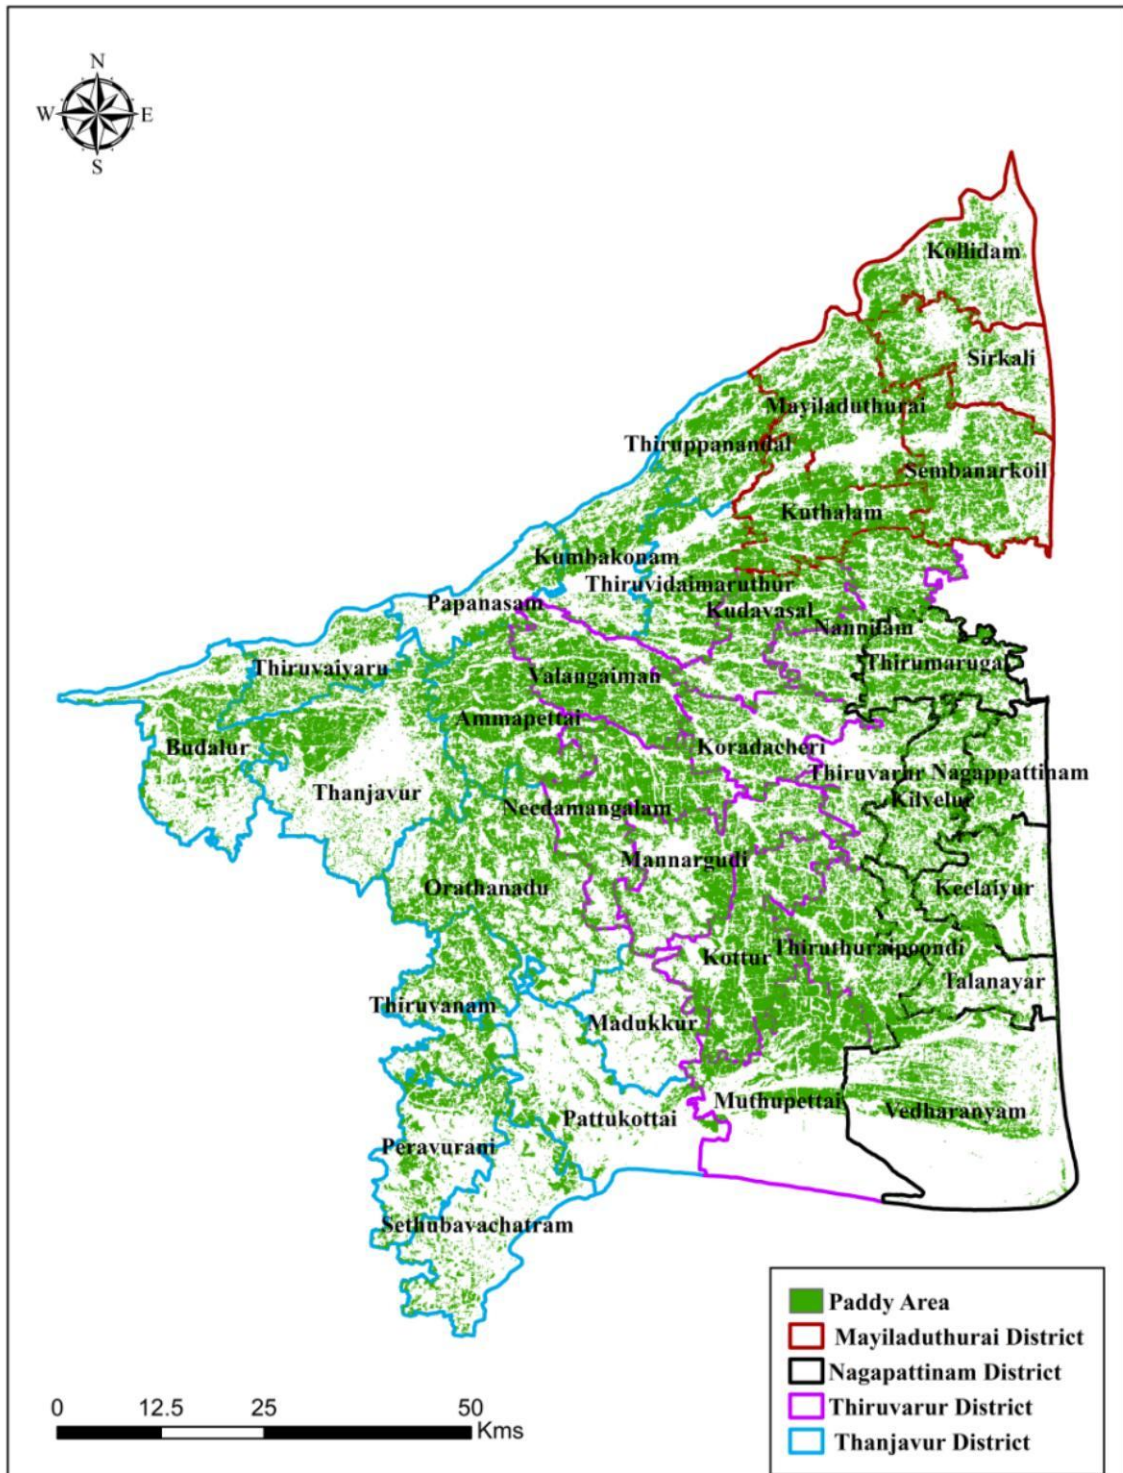 N
W E
S
Kollidam
Sirkali
Mayiladuthurai
Thiruppanandal
Sembanarkoil
Kuthalam
Kumbakonam
Thiruvidaimaruthur
Papanasam
Kudavasal
Nannilam
Thiruvaiyaru
Valangaiman
Thirumarugal
Ammapettai
Budalur
Koradacheri
Thanjavur
Thiruvarur
Nagappattinam
Kilvelur
Needamangalam
Mannargudi
Orathanadu
Keelaiyur
Kottur
Thiruthuraipoondi
Talanayar
Thiruvanam
Madukkur
Muthupettai
Vedharanyam
Pattukottai
Peravurani
Sethubavachatram
Paddy Area
Mayiladuthurai District
Nagapattinam District
Thiruvarur District
Thanjavur District
0 12.5 25 50
Kms